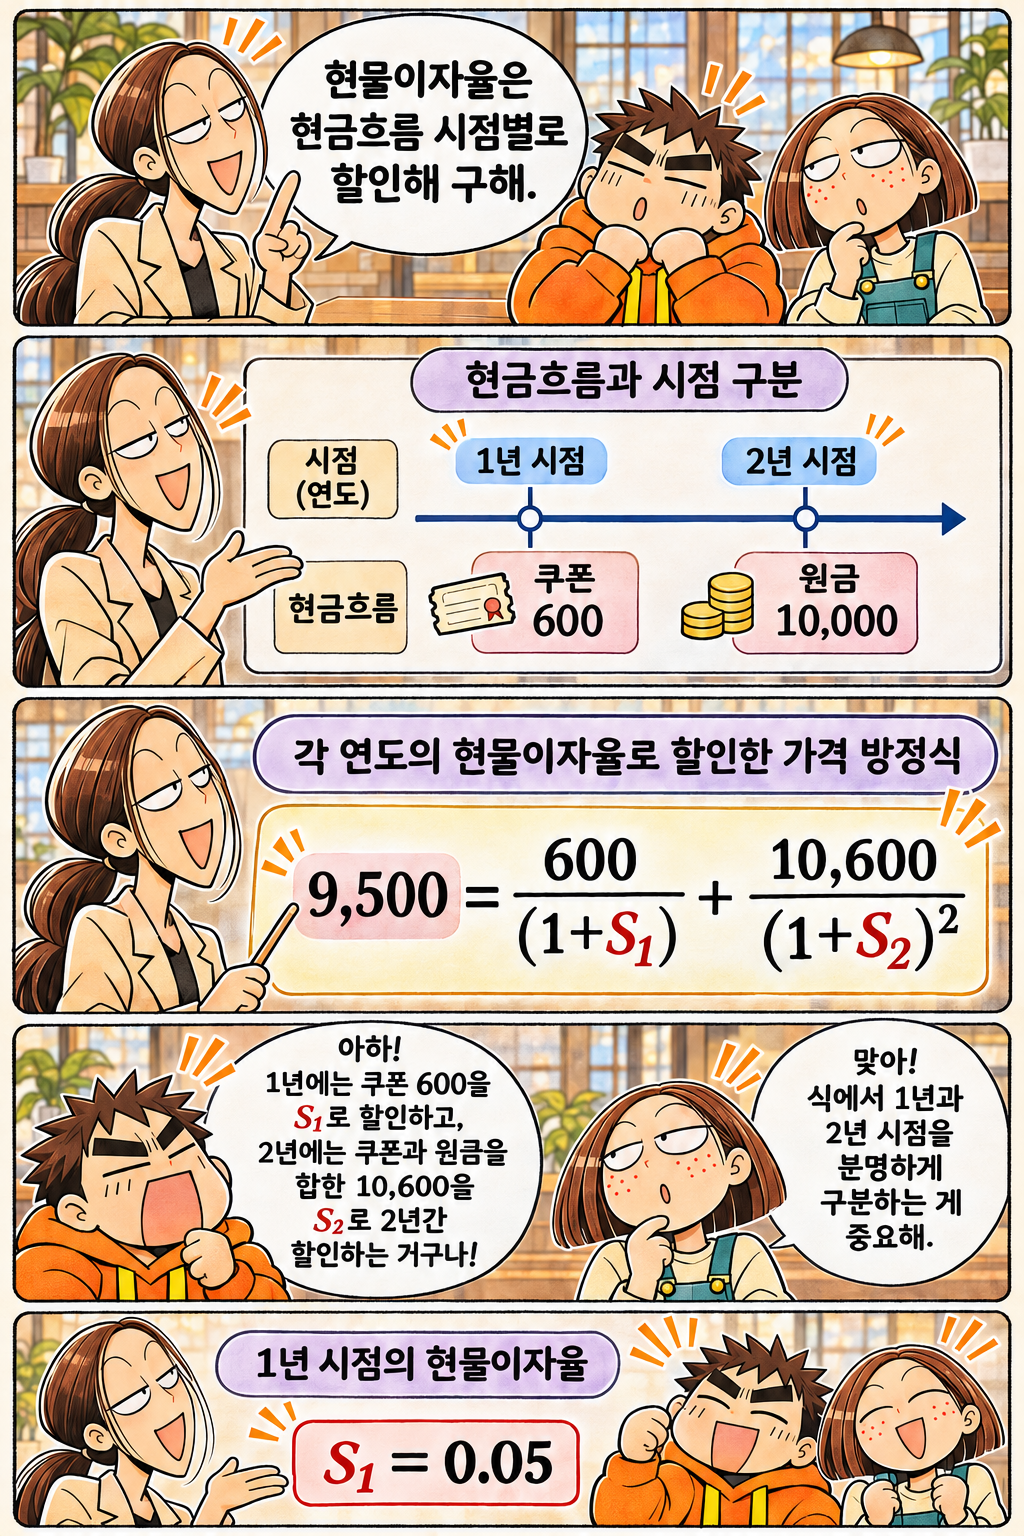 현물이자율은
현금흐름 시점별로
할인해 구해.
현금흐름과 시점 구분
시점
(연도)
1년 시점
2년 시점
현금흐름
쿠폰
600
원금
10,000
각 연도의 현물이자율로 할인한 가격 방정식
9,500 = 600/(1+S₁) + 10,600/(1+S₂)²
아하!
1년에는 쿠폰 600을
S₁로 할인하고,
2년에는 쿠폰과 원큼을
합한 10,600을
S₂로 2년간
할인하는 거구나!
맞아!
식에서 1년과
2년 시점을
분명하게
구분하는 게
중요해.
1년 시점의 현물이자율
S₁ = 0.05